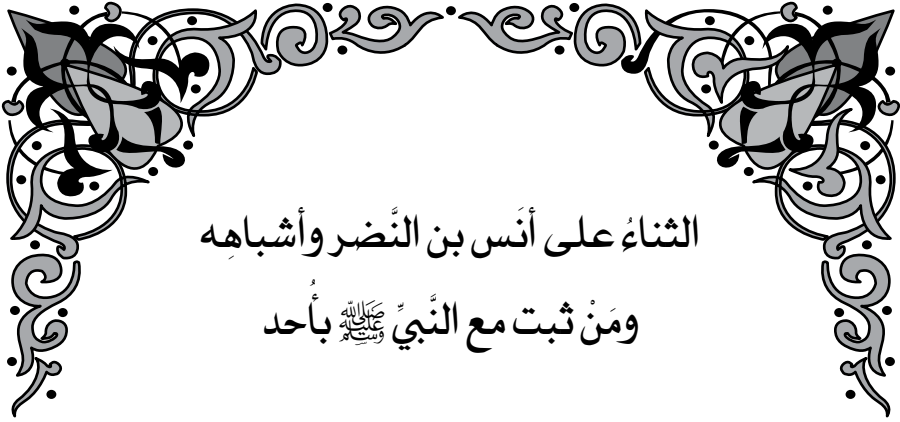 الثناءُ على أنَس بن النَّضر وأشباهِه
ومَنْ ثبت مع النَّبيِّ ﷺ بأُحد